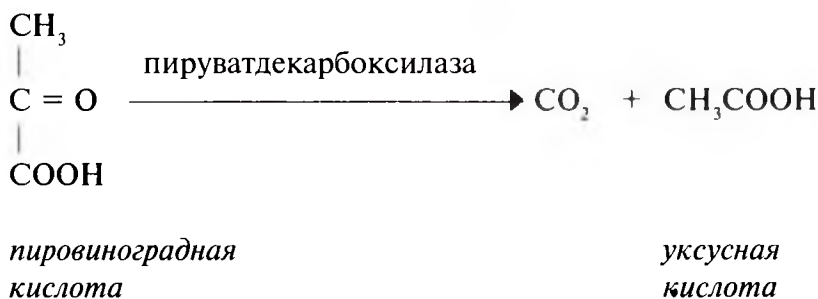 CH₃
|
пируватдекарбоксилаза
C = O ⟶ CO₂ + CH₃COOH
|
COOH
пировиноградная уксусная
кислота кислота